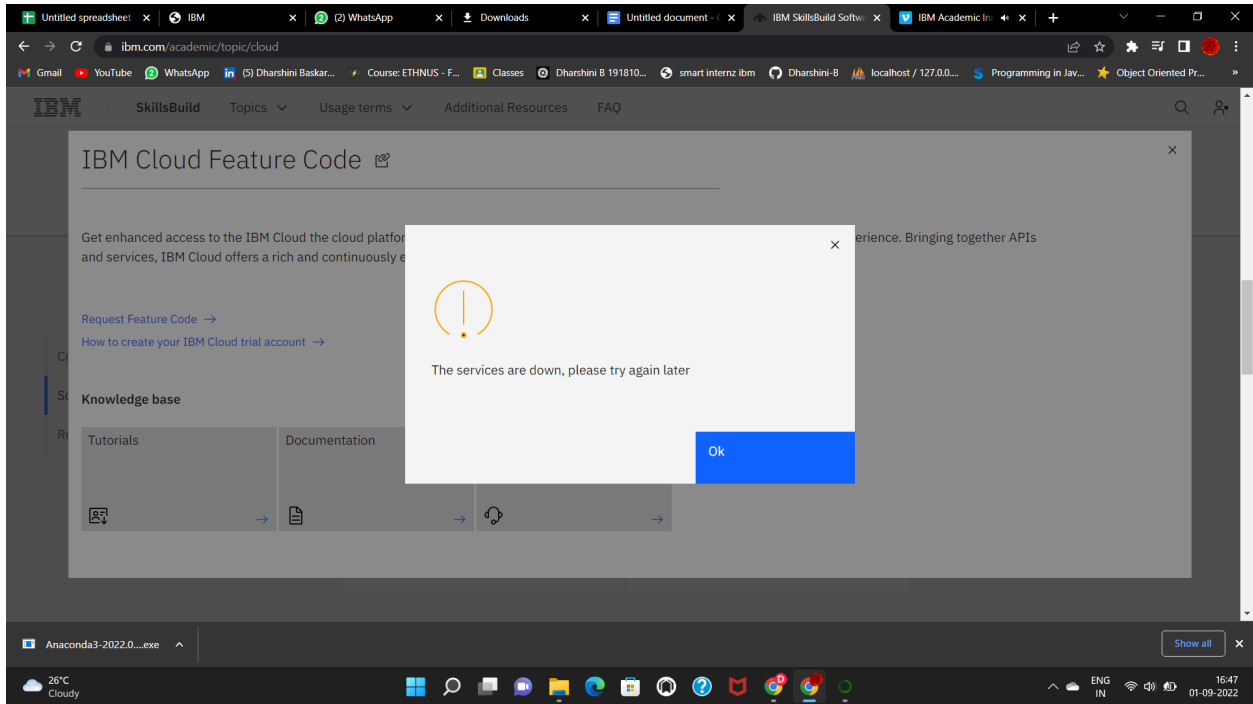 Untitled spreadsheet
IBM
(2) WhatsApp
Downloads
Untitled document - G
IBM SkillsBuild Softwa
IBM Academic Ini
ibm.com/academic/topic/cloud
Gmail
YouTube
WhatsApp
(5) Dharshini Baskar...
Course: ETHNUS - F...
Classes
Dharshini B 191810...
smart internz ibm
Dharshini-B
localhost / 127.0.0....
Programming in Jav...
Object Oriented Pr...
»
IBM
SkillsBuild
Topics
Usage terms
Additional Resources
FAQ
IBM Cloud Feature Code
Get enhanced access to the IBM Cloud the cloud platfor
erience. Bringing together APIs
and services, IBM Cloud offers a rich and continuously e
Request Feature Code →
How to create your IBM Cloud trial account →
Knowledge base
Tutorials
Documentation
The services are down, please try again later
Ok
Anaconda3-2022.0....exe
Show all
26°C
Cloudy
ENG
IN
16:47
01-09-2022